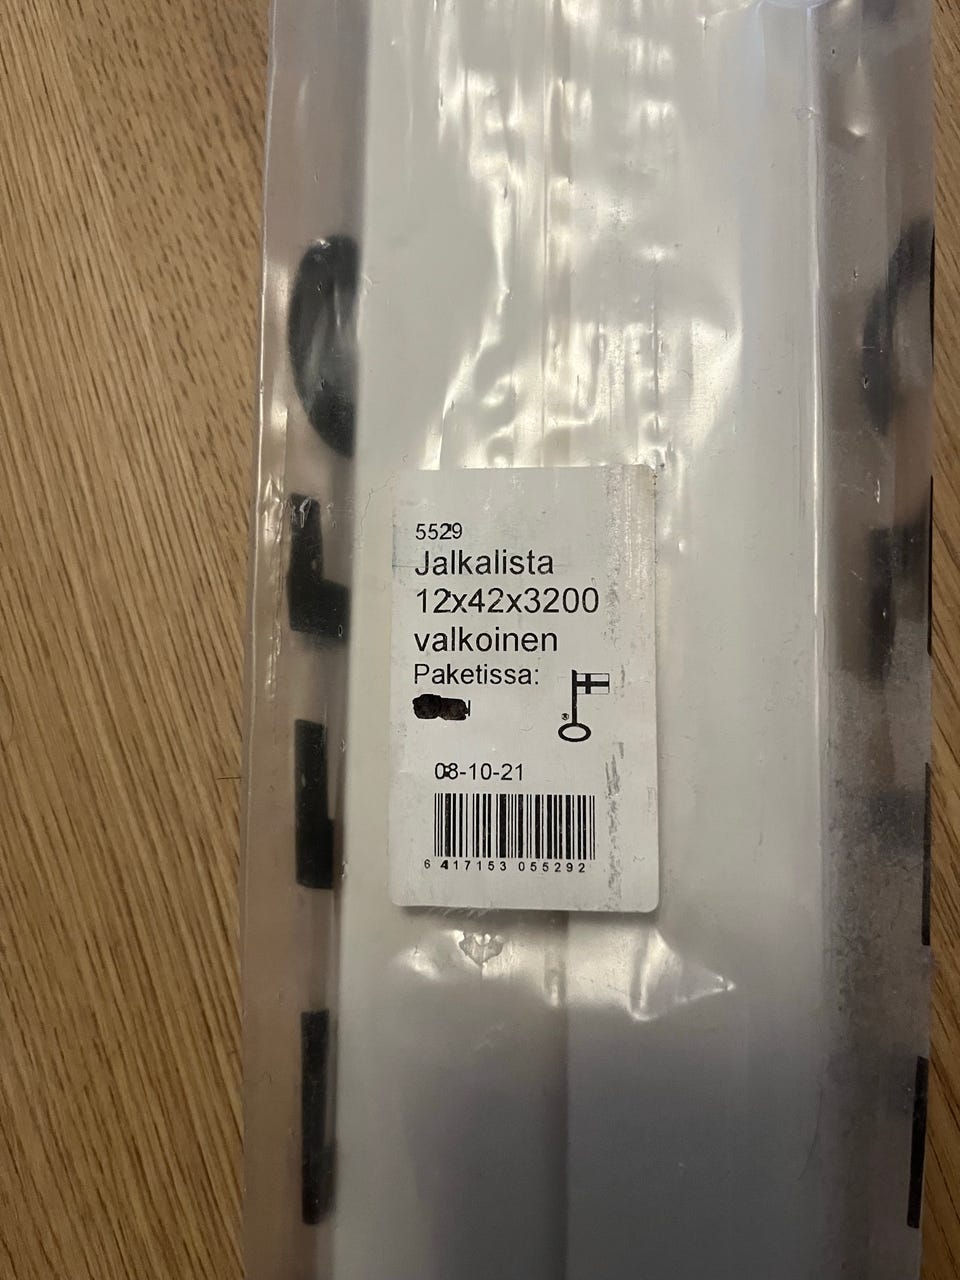 5529
Jalkalista
12x42x3200
valkoinen
Paketissa:
®
08-10-21
6 417153 055292